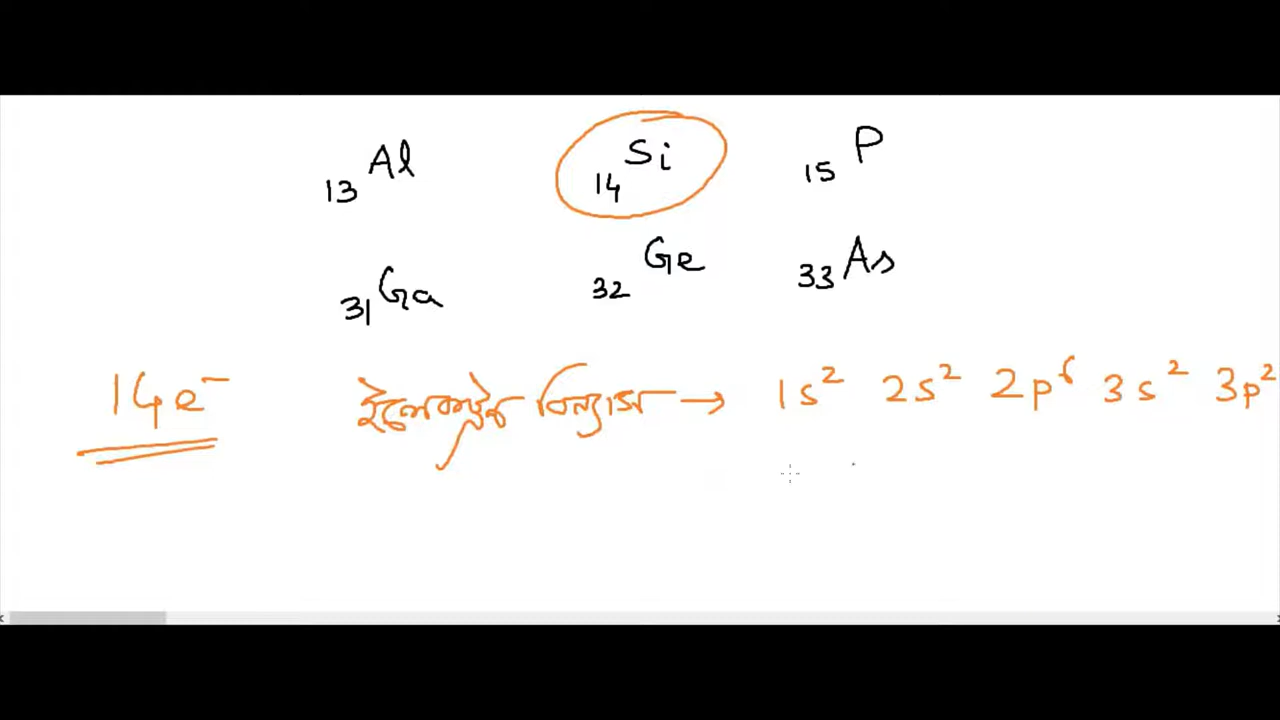 ₁₃Al ₁₄Si ₁₅P
₃₁Ga ₃₂Ge ₃₃As
14e⁻ ইলেকট্রন বিন্যাস → 1s² 2s² 2p⁶ 3s² 3p²